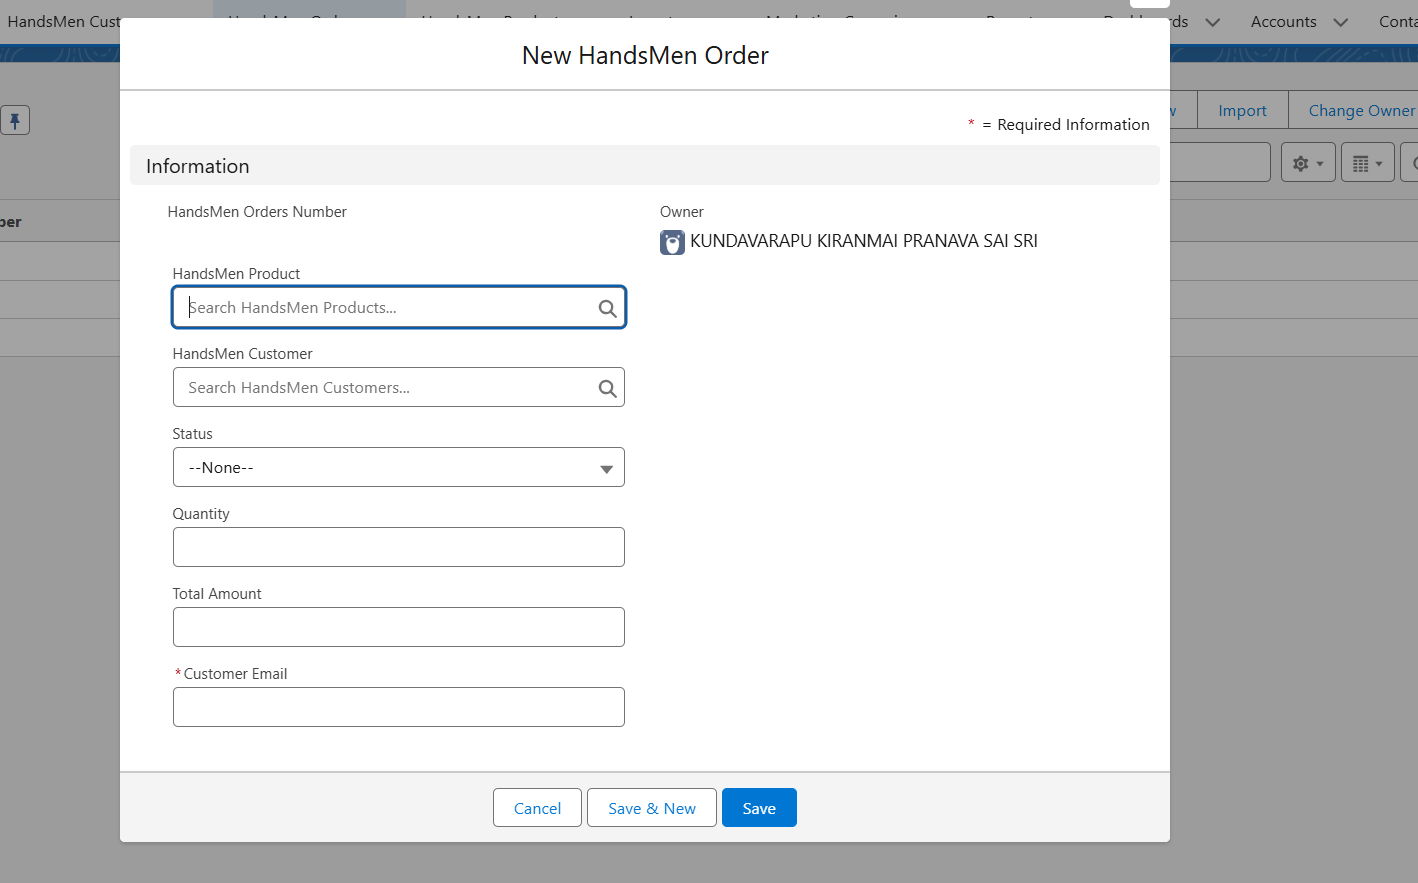 HandsMen Cust
Accounts
Conta
New HandsMen Order
Import
Change Owner
* = Required Information
Information
ber
HandsMen Orders Number
Owner
KUNDAVARAPU KIRANMAI PRANAVA SAI SRI
HandsMen Product
Search HandsMen Products...
HandsMen Customer
Search HandsMen Customers...
Status
--None--
Quantity
Total Amount
*Customer Email
Cancel
Save & New
Save